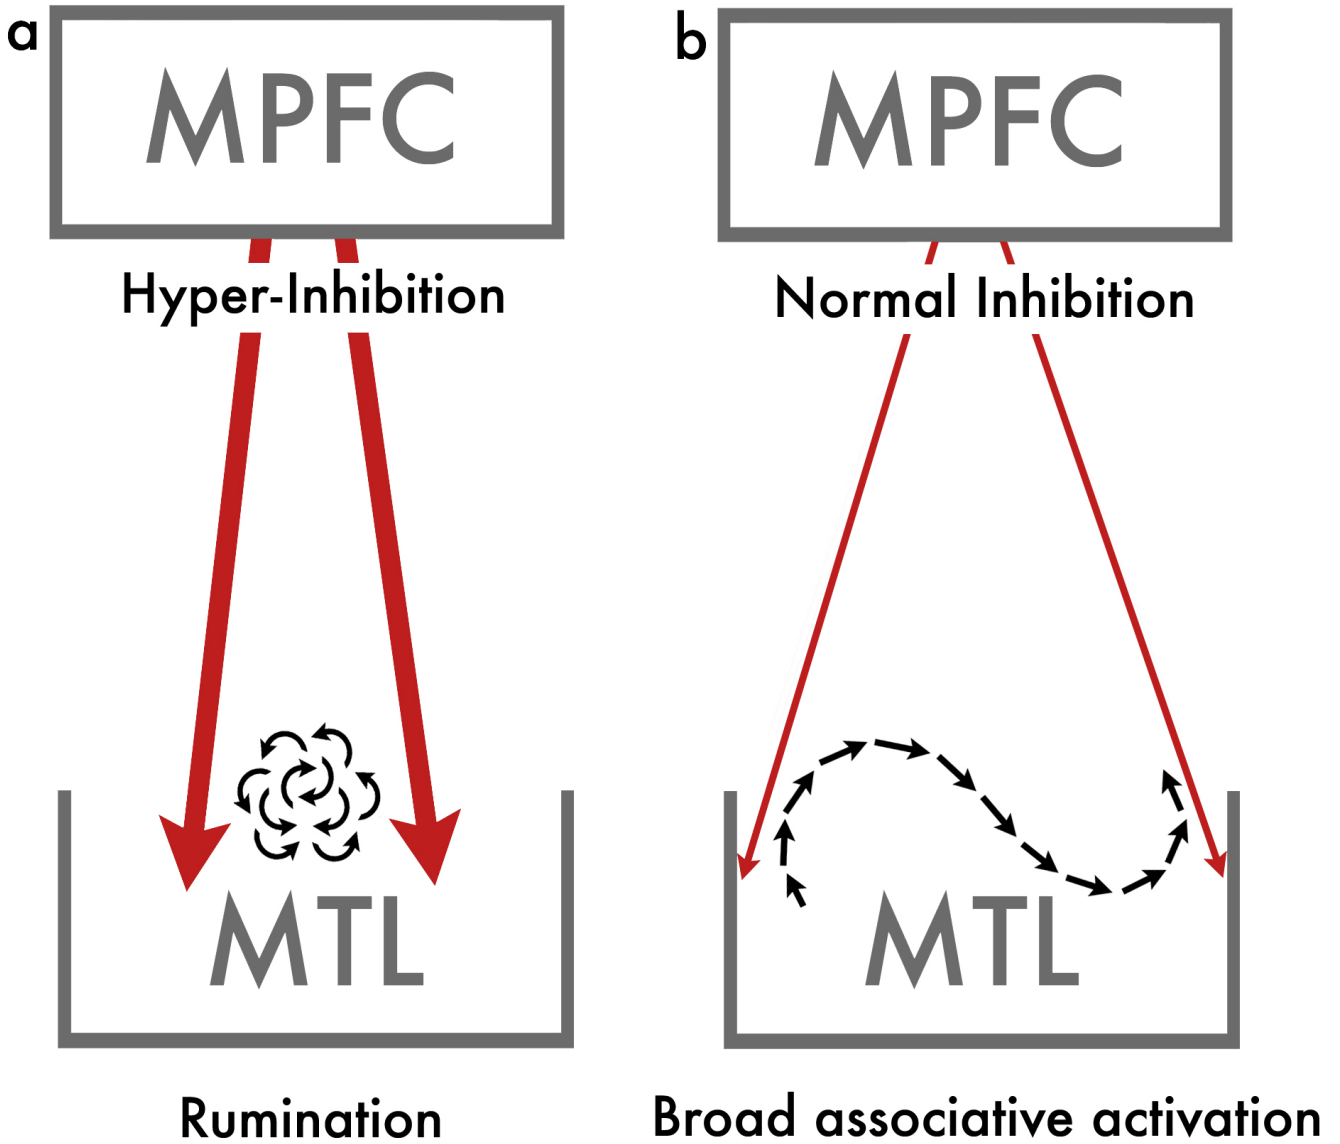 a
MPFC
Hyper-Inhibition
MTL
Rumination
b
MPFC
Normal Inhibition
MTL
Broad associative activation